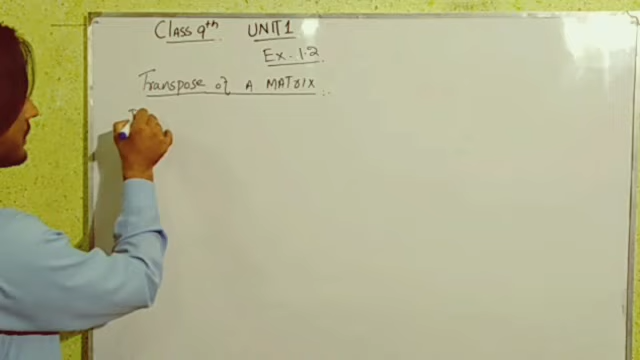 CLASS 9th UNIT 1
Ex. 1.2
Transpose of A MATRIX :.